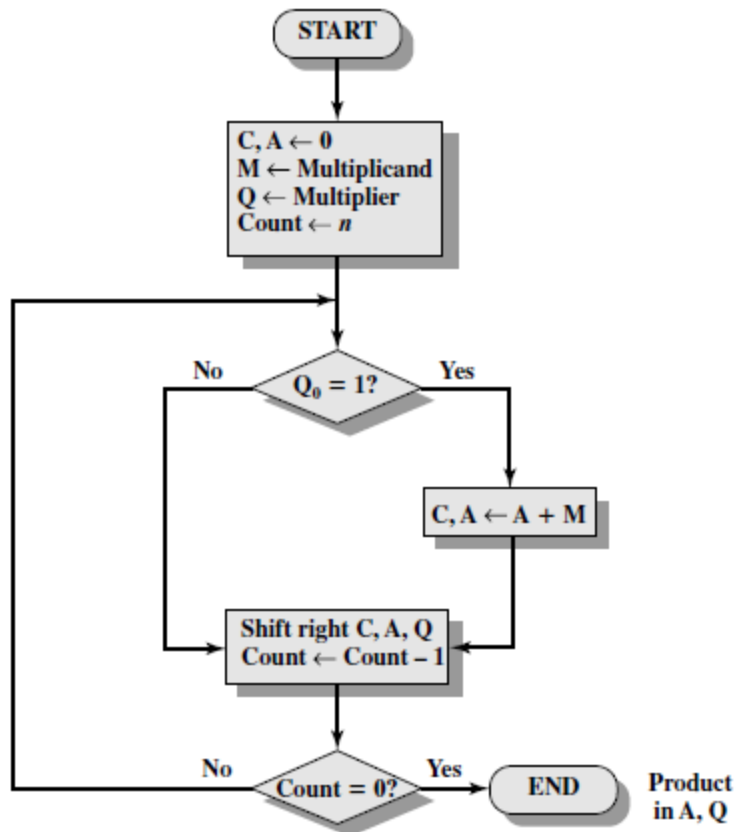 START
C, A ← 0
M ← Multiplicand
Q ← Multiplier
Count ← n
No
Yes
Q₀ = 1?
C, A ← A + M
Shift right C, A, Q
Count ← Count – 1
No
Yes
Count = 0?
END
Product
in A, Q